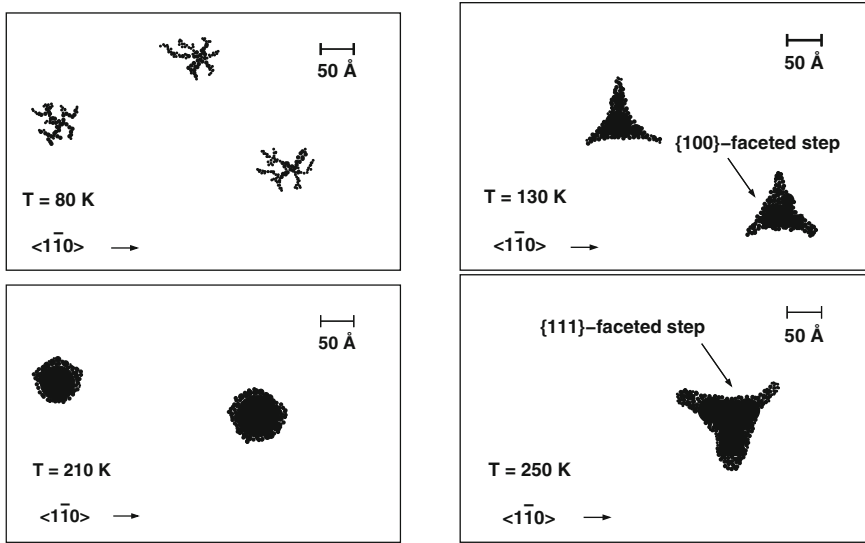 50 Å
T = 80 K
<11̅0>
50 Å
{100}–faceted step
T = 130 K
<11̅0>
50 Å
T = 210 K
<11̅0>
{111}–faceted step
50 Å
T = 250 K
<11̅0>